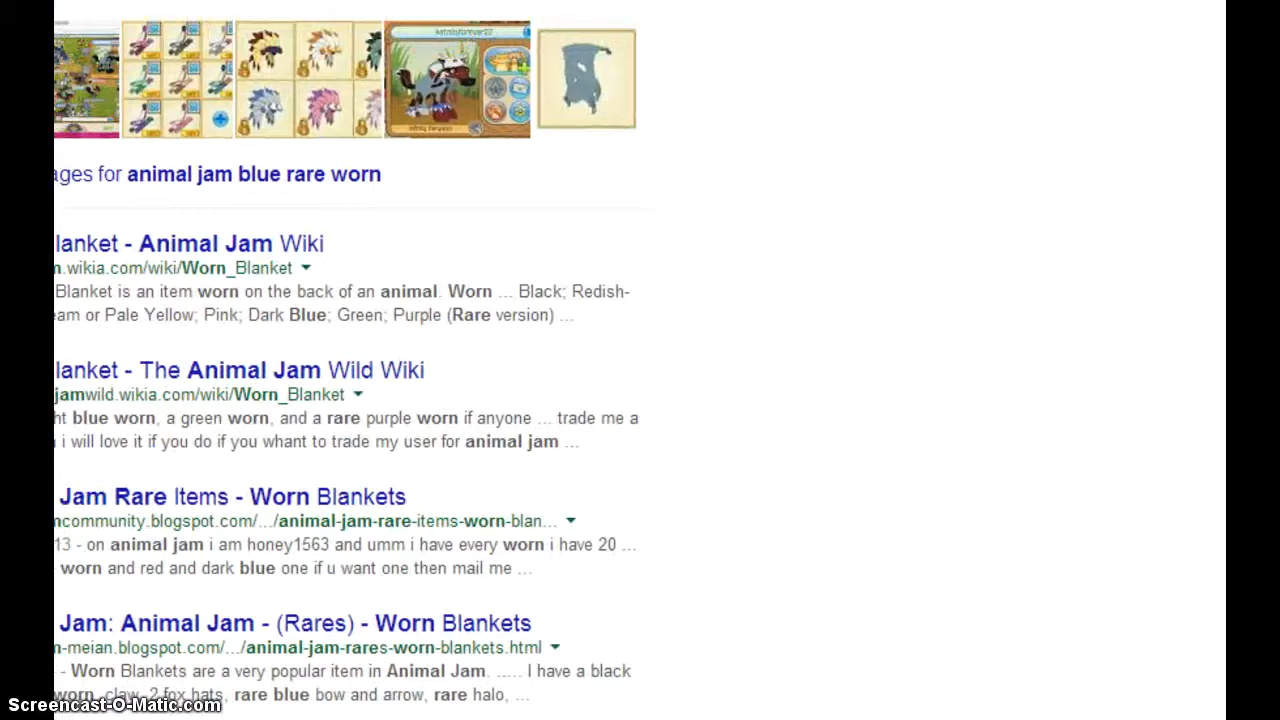 ages for animal jam blue rare worn
lanket - Animal Jam Wiki
.wikia.com/wiki/Worn_Blanket
Blanket is an item worn on the back of an animal. Worn ... Black; Redish-
eam or Pale Yellow; Pink; Dark Blue; Green; Purple (Rare version) ...
lanket - The Animal Jam Wild Wiki
jamwild.wikia.com/wiki/Worn_Blanket
ht blue worn, a green worn, and a rare purple worn if anyone ... trade me a
i will love it if you do if you whant to trade my user for animal jam ...
Jam Rare Items - Worn Blankets
mcommunity.blogspot.com/.../animal-jam-rare-items-worn-blan...
13 - on animal jam i am honey1563 and umm i have every worn i have 20 ...
worn and red and dark blue one if u want one then mail me ...
Jam: Animal Jam - (Rares) - Worn Blankets
m-meian.blogspot.com/.../animal-jam-rares-worn-blankets.html
- Worn Blankets are a very popular item in Animal Jam. ..... I have a black
worn, claw, 2 fox hats, rare blue bow and arrow, rare halo, ...
Screencast-O-Matic.com